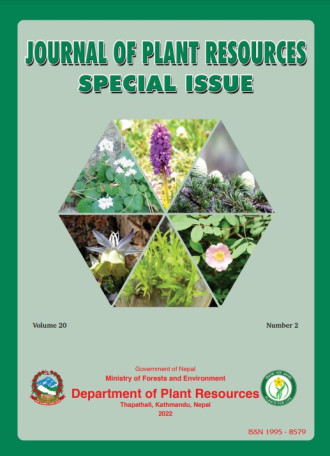 JOURNAL OF PLANT RESOURCES
SPECIAL ISSUE
Volume 20
Number 2
Government of Nepal
Ministry of Forests and Environment
Department of Plant Resources
Thapathali, Kathmandu, Nepal
2022
ISSN 1995 - 8579